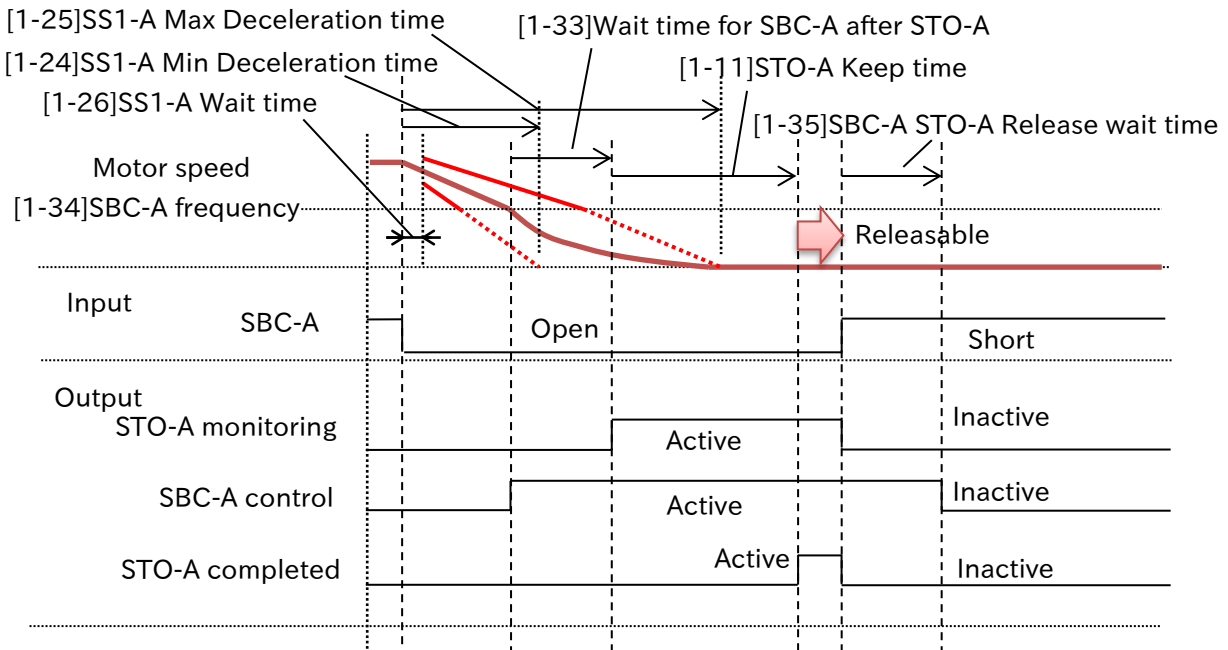 [1-25]SS1-A Max Deceleration time
[1-33]Wait time for SBC-A after STO-A
[1-24]SS1-A Min Deceleration time
[1-11]STO-A Keep time
[1-26]SS1-A Wait time
[1-35]SBC-A STO-A Release wait time
Motor speed
[1-34]SBC-A frequency
Releasable
Input
SBC-A
Open
Short
Output
STO-A monitoring
Active
Inactive
SBC-A control
Active
Inactive
STO-A completed
Active
Inactive